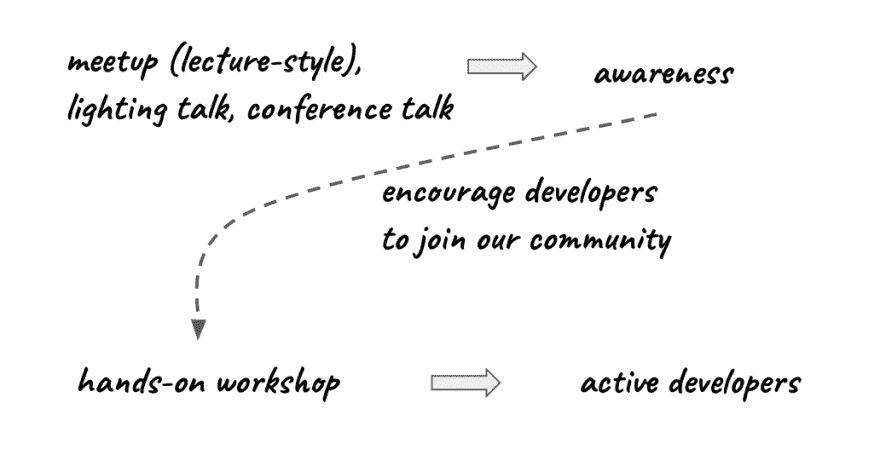 meetup (lecture-style),
lighting talk, conference talk
awareness
encourage developers
to join our community
hands-on workshop
active developers